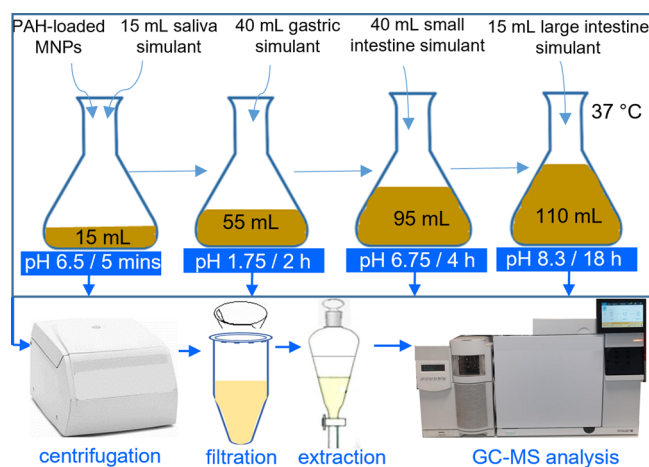 PAH-loaded
MNPs
15 mL saliva
simulant
40 mL gastric
simulant
40 mL small
intestine simulant
15 mL large intestine
simulant
37 °C
15 mL
55 mL
95 mL
110 mL
pH 6.5 / 5 mins
pH 1.75 / 2 h
pH 6.75 / 4 h
pH 8.3 / 18 h
centrifugation
filtration
extraction
GC-MS analysis